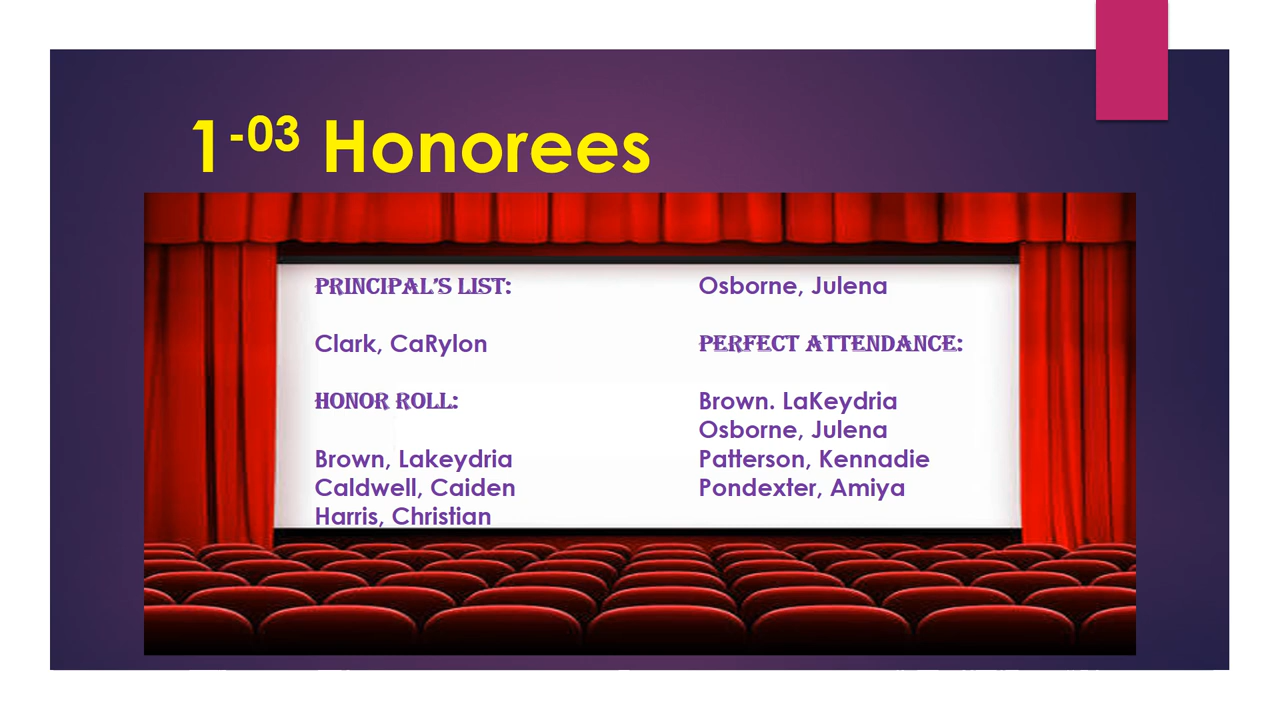 1-03 Honorees
PRINCIPAL'S LIST:
Clark, CaRylon
HONOR ROLL:
Brown, Lakeydria
Caldwell, Caiden
Harris, Christian
Osborne, Julena
PERFECT ATTENDANCE:
Brown. LaKeydria
Osborne, Julena
Patterson, Kennadie
Pondexter, Amiya